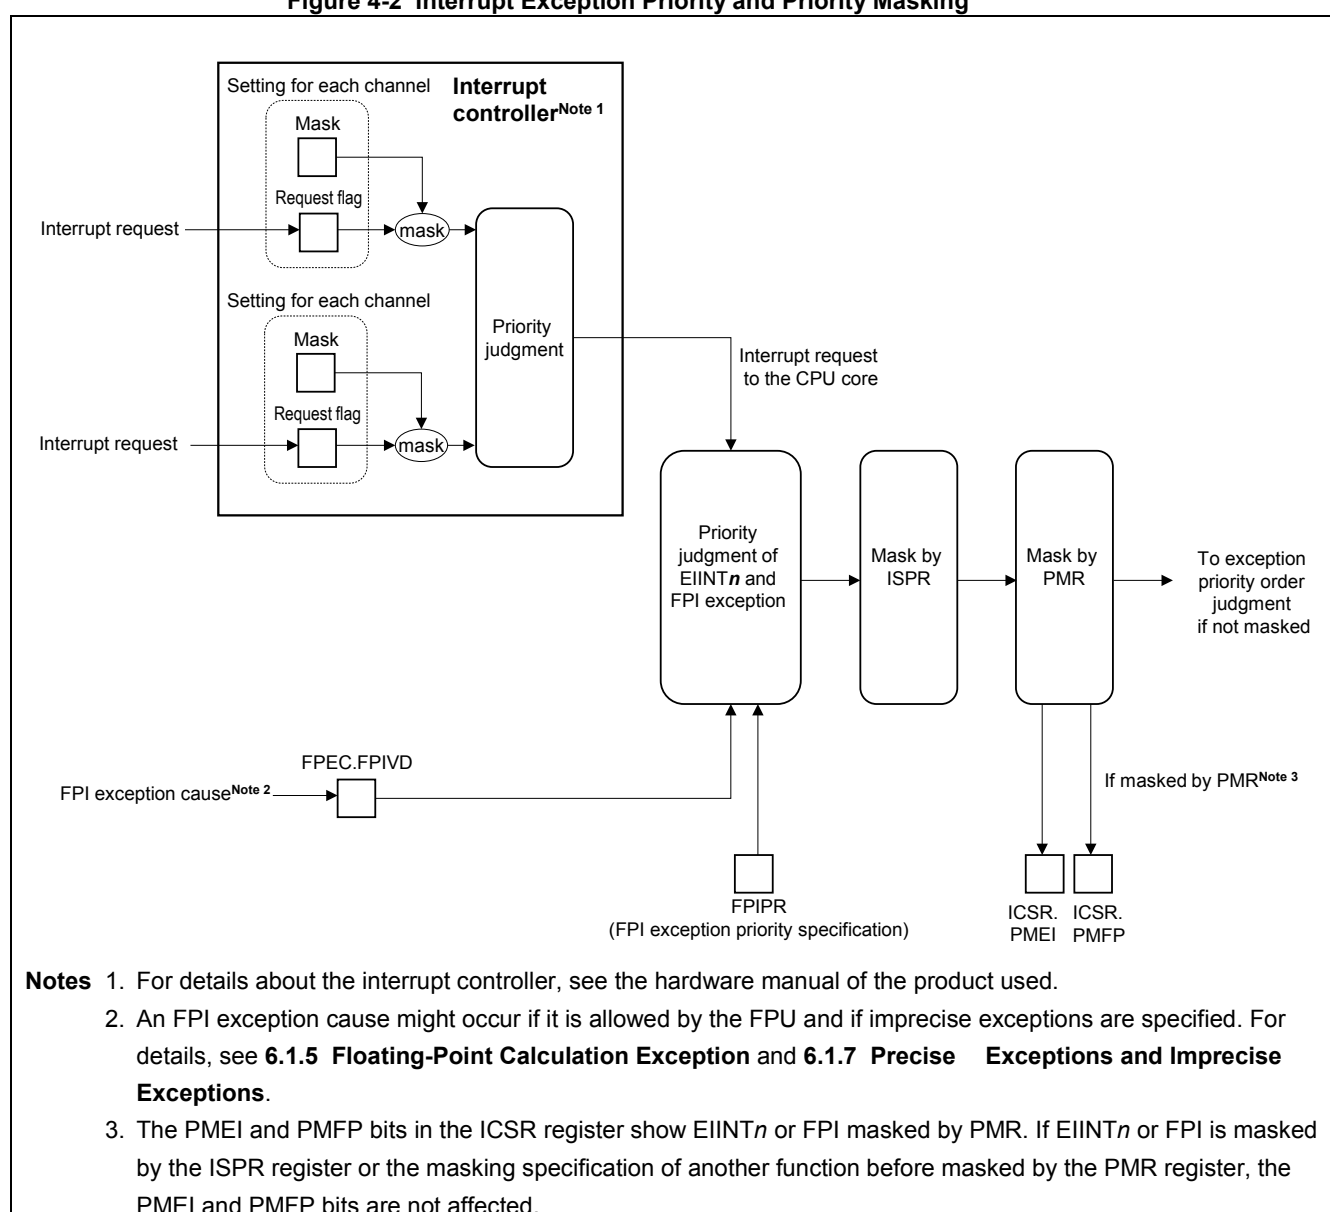 Figure 4-2 Interrupt Exception Priority and Priority Masking
Setting for each channel
Interrupt
controllerNote 1
Mask
Request flag
Interrupt request
mask
Setting for each channel
Mask
Request flag
Interrupt request
mask
Priority
judgment
Interrupt request
to the CPU core
Priority
judgment of
EIINTn and
FPI exception
Mask by
ISPR
Mask by
PMR
To exception
priority order
judgment
if not masked
FPEC.FPIVD
FPI exception causeNote 2
If masked by PMRNote 3
FPIPR
(FPI exception priority specification)
ICSR.
PMEI
ICSR.
PMFP
Notes 1. For details about the interrupt controller, see the hardware manual of the product used.
2. An FPI exception cause might occur if it is allowed by the FPU and if imprecise exceptions are specified. For
details, see 6.1.5 Floating-Point Calculation Exception and 6.1.7 Precise Exceptions and Imprecise
Exceptions.
3. The PMEI and PMFP bits in the ICSR register show EIINTn or FPI masked by PMR. If EIINTn or FPI is masked
by the ISPR register or the masking specification of another function before masked by the PMR register, the
PMEI and PMFP bits are not affected.